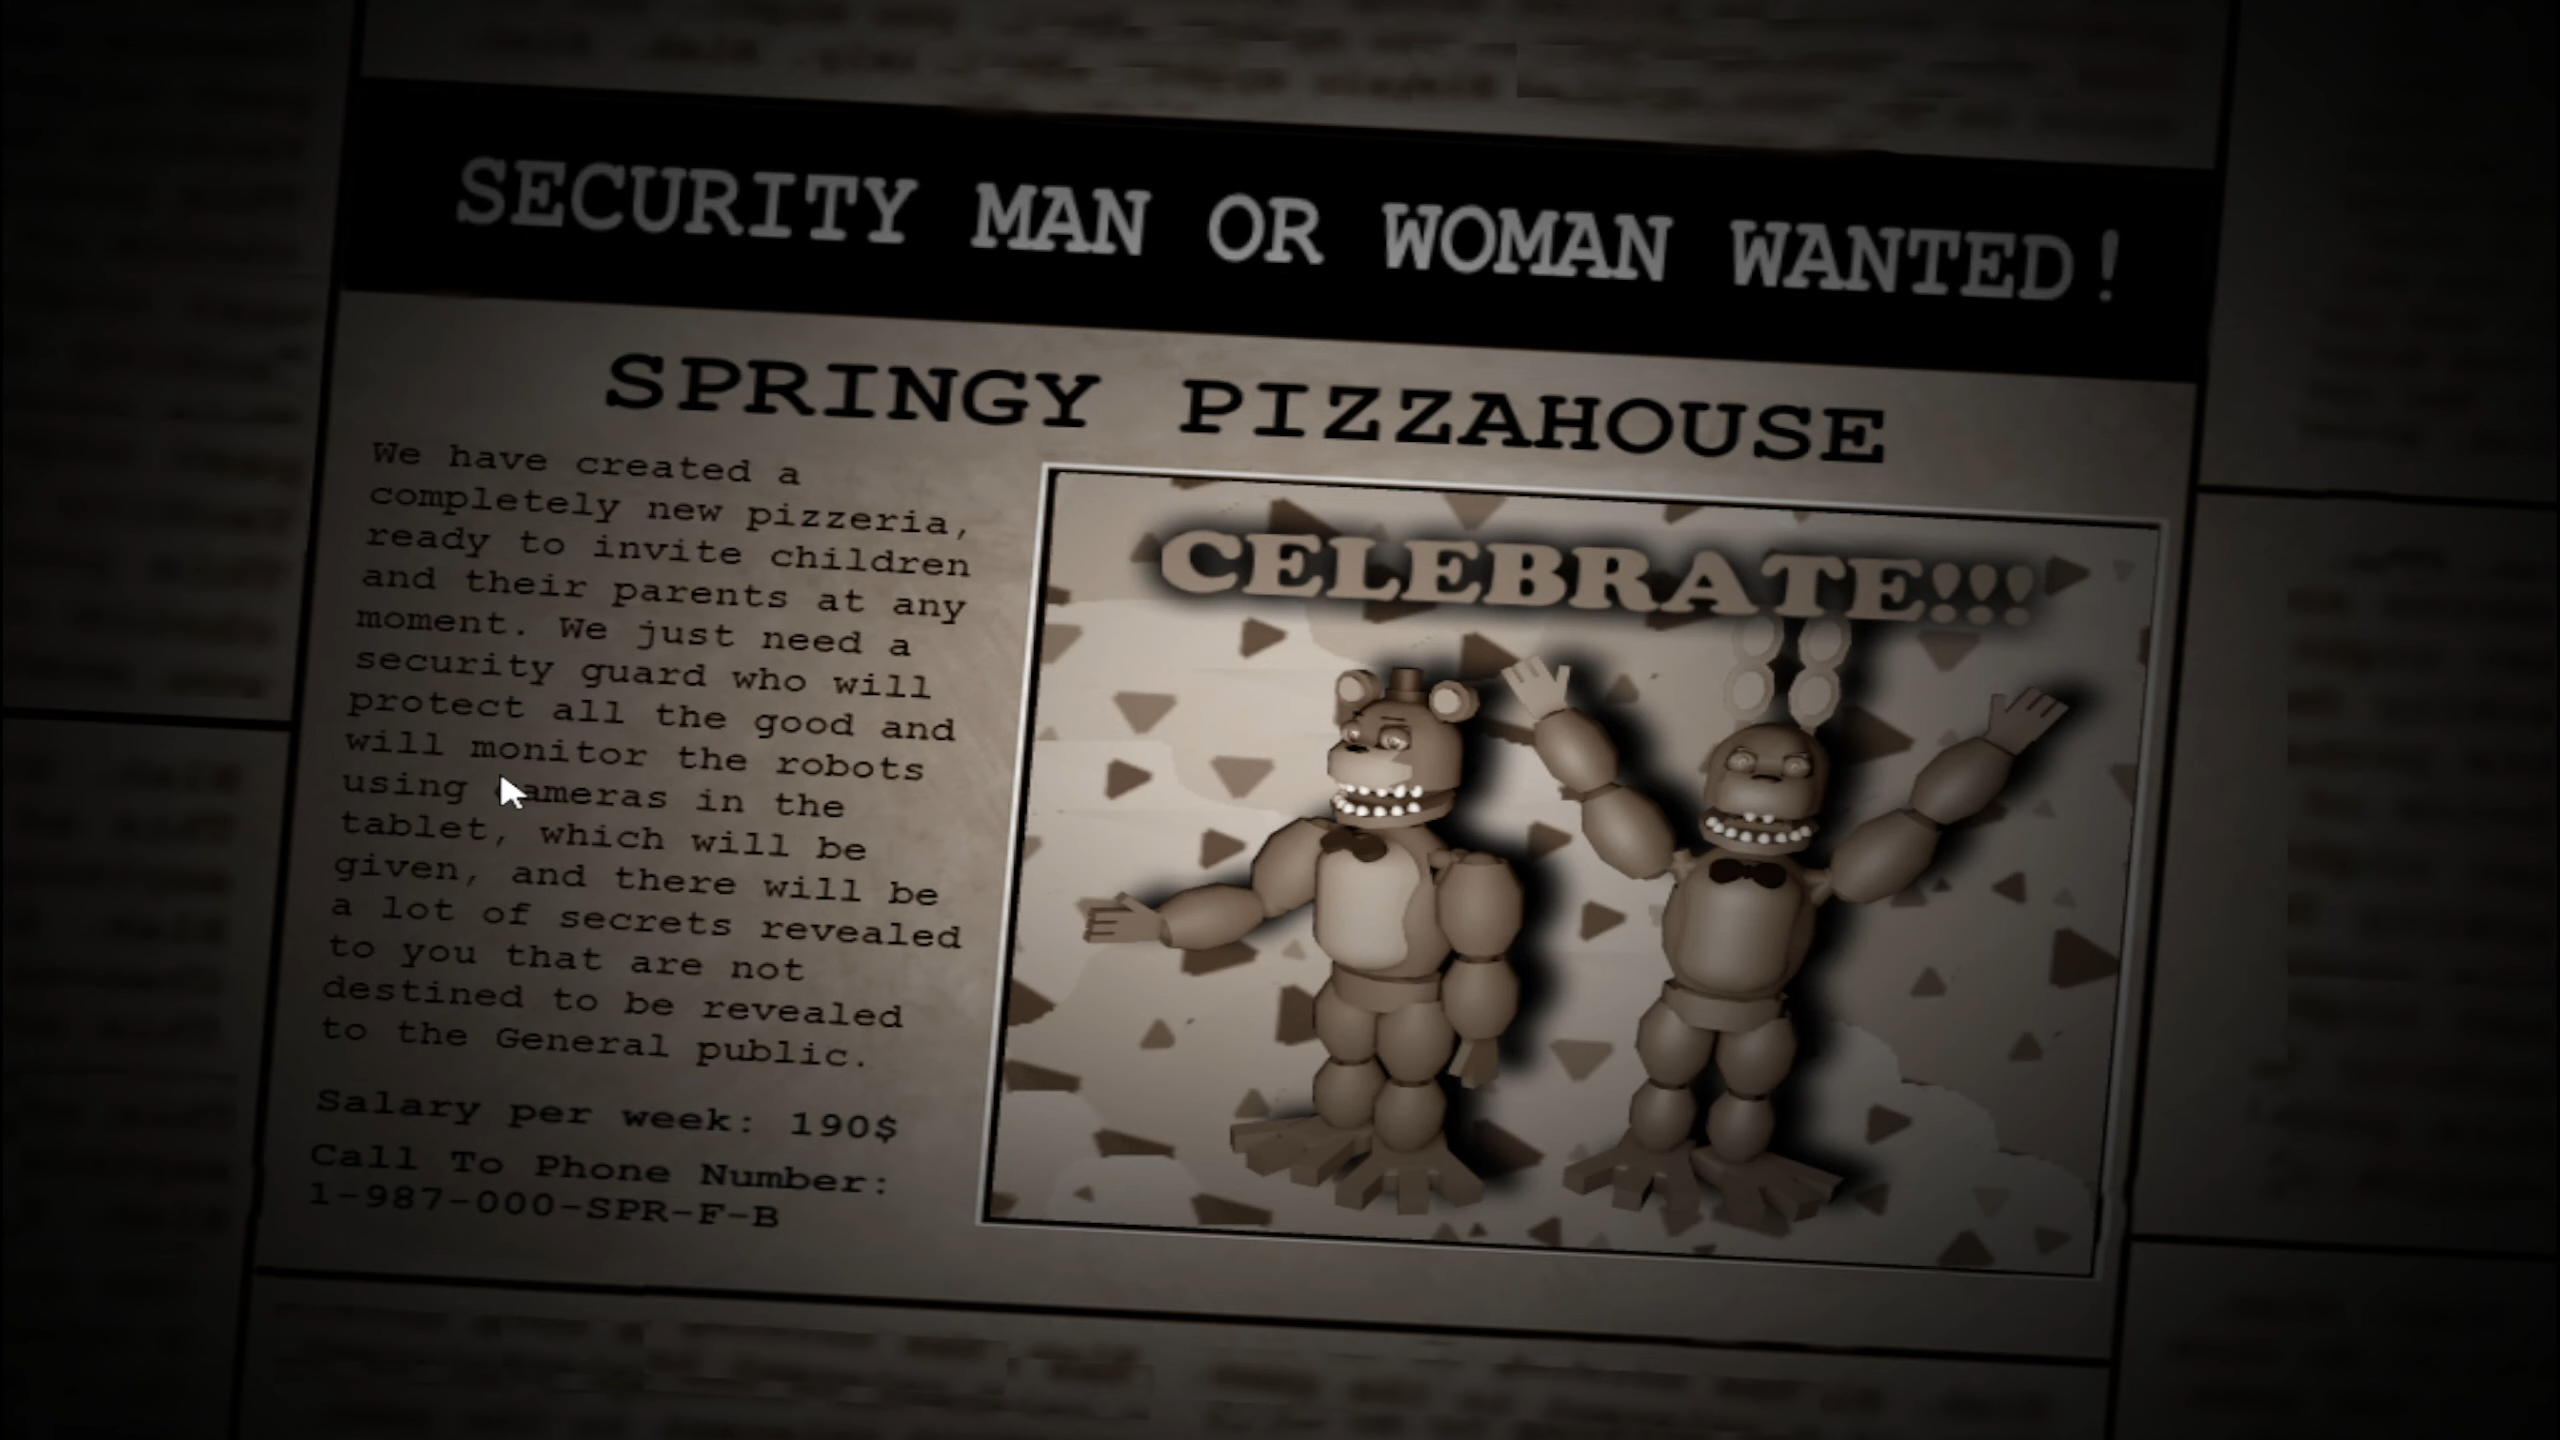 SECURITY MAN OR WOMAN WANTED!
SPRINGY PIZZAHOUSE
We have created a
completely new pizzeria,
ready to invite children
and their parents at any
moment. We just need a
security guard who will
protect all the good and
will monitor the robots
using cameras in the
tablet, which will be
given, and there will be
a lot of secrets revealed
to you that are not
destined to be revealed
to the General public.
Salary per week: 190$
Call To Phone Number:
1-987-000-SPR-F-B
CELEBRATE!!!